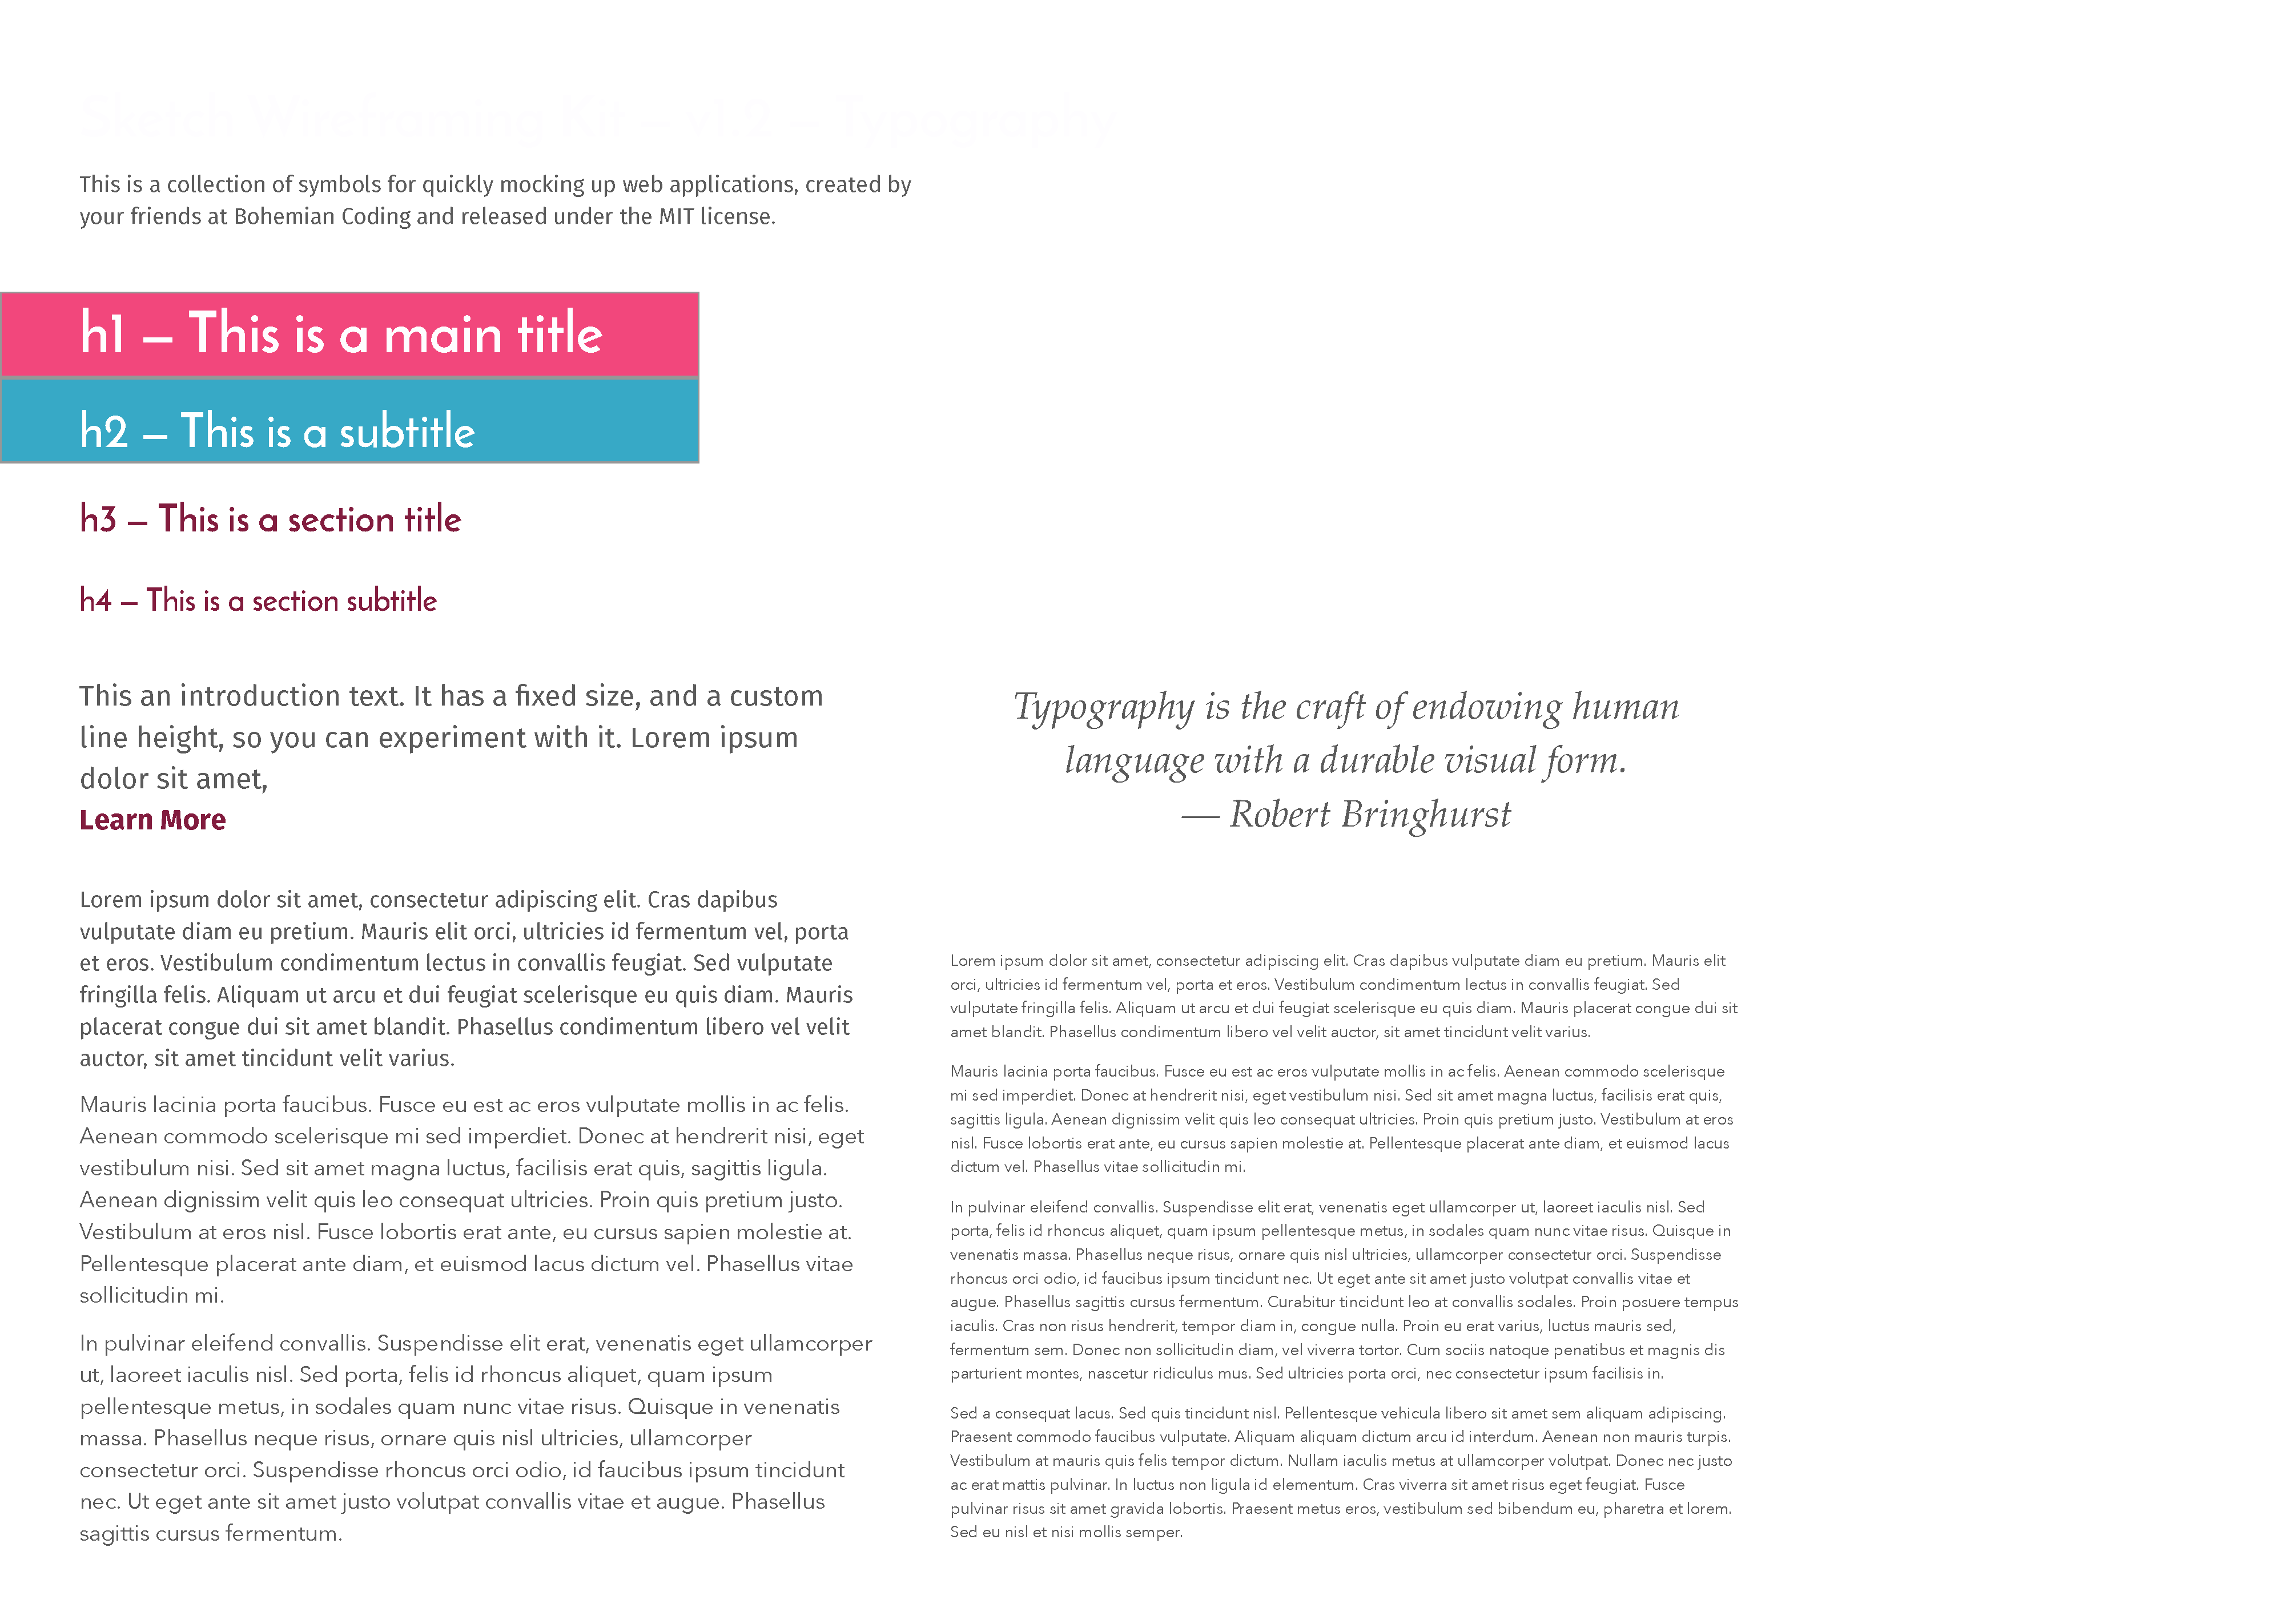 Sketch Wireframing Kit — v1.2 — Typography
This is a collection of symbols for quickly mocking up web applications, created by
your friends at Bohemian Coding and released under the MIT license.
h1 – This is a main title
h2 – This is a subtitle
h3 – This is a section title
h4 – This is a section subtitle
This an introduction text. It has a fixed size, and a custom
line height, so you can experiment with it. Lorem ipsum
dolor sit amet,
Learn More
Lorem ipsum dolor sit amet, consectetur adipiscing elit. Cras dapibus
vulputate diam eu pretium. Mauris elit orci, ultricies id fermentum vel, porta
et eros. Vestibulum condimentum lectus in convallis feugiat. Sed vulputate
fringilla felis. Aliquam ut arcu et dui feugiat scelerisque eu quis diam. Mauris
placerat congue dui sit amet blandit. Phasellus condimentum libero vel velit
auctor, sit amet tincidunt velit varius.
Mauris lacinia porta faucibus. Fusce eu est ac eros vulputate mollis in ac felis.
Aenean commodo scelerisque mi sed imperdiet. Donec at hendrerit nisi, eget
vestibulum nisi. Sed sit amet magna luctus, facilisis erat quis, sagittis ligula.
Aenean dignissim velit quis leo consequat ultricies. Proin quis pretium justo.
Vestibulum at eros nisl. Fusce lobortis erat ante, eu cursus sapien molestie at.
Pellentesque placerat ante diam, et euismod lacus dictum vel. Phasellus vitae
sollicitudin mi.
In pulvinar eleifend convallis. Suspendisse elit erat, venenatis eget ullamcorper
ut, laoreet iaculis nisl. Sed porta, felis id rhoncus aliquet, quam ipsum
pellentesque metus, in sodales quam nunc vitae risus. Quisque in venenatis
massa. Phasellus neque risus, ornare quis nisl ultricies, ullamcorper
consectetur orci. Suspendisse rhoncus orci odio, id faucibus ipsum tincidunt
nec. Ut eget ante sit amet justo volutpat convallis vitae et augue. Phasellus
sagittis cursus fermentum.
Typography is the craft of endowing human
language with a durable visual form.
— Robert Bringhurst
Lorem ipsum dolor sit amet, consectetur adipiscing elit. Cras dapibus vulputate diam eu pretium. Mauris elit
orci, ultricies id fermentum vel, porta et eros. Vestibulum condimentum lectus in convallis feugiat. Sed
vulputate fringilla felis. Aliquam ut arcu et dui feugiat scelerisque eu quis diam. Mauris placerat congue dui sit
amet blandit. Phasellus condimentum libero vel velit auctor, sit amet tincidunt velit varius.
Mauris lacinia porta faucibus. Fusce eu est ac eros vulputate mollis in ac felis. Aenean commodo scelerisque
mi sed imperdiet. Donec at hendrerit nisi, eget vestibulum nisi. Sed sit amet magna luctus, facilisis erat quis,
sagittis ligula. Aenean dignissim velit quis leo consequat ultricies. Proin quis pretium justo. Vestibulum at eros
nisl. Fusce lobortis erat ante, eu cursus sapien molestie at. Pellentesque placerat ante diam, et euismod lacus
dictum vel. Phasellus vitae sollicitudin mi.
In pulvinar eleifend convallis. Suspendisse elit erat, venenatis eget ullamcorper ut, laoreet iaculis nisl. Sed
porta, felis id rhoncus aliquet, quam ipsum pellentesque metus, in sodales quam nunc vitae risus. Quisque in
venenatis massa. Phasellus neque risus, ornare quis nisl ultricies, ullamcorper consectetur orci. Suspendisse
rhoncus orci odio, id faucibus ipsum tincidunt nec. Ut eget ante sit amet justo volutpat convallis vitae et
augue. Phasellus sagittis cursus fermentum. Curabitur tincidunt leo at convallis sodales. Proin posuere tempus
iaculis. Cras non risus hendrerit, tempor diam in, congue nulla. Proin eu erat varius, luctus mauris sed,
fermentum sem. Donec non sollicitudin diam, vel viverra tortor. Cum sociis natoque penatibus et magnis dis
parturient montes, nascetur ridiculus mus. Sed ultricies porta orci, nec consectetur ipsum facilisis in.
Sed a consequat lacus. Sed quis tincidunt nisl. Pellentesque vehicula libero sit amet sem aliquam adipiscing.
Praesent commodo faucibus vulputate. Aliquam aliquam dictum arcu id interdum. Aenean non mauris turpis.
Vestibulum at mauris quis felis tempor dictum. Nullam iaculis metus at ullamcorper volutpat. Donec nec justo
ac erat mattis pulvinar. In luctus non ligula id elementum. Cras viverra sit amet risus eget feugiat. Fusce
pulvinar risus sit amet gravida lobortis. Praesent metus eros, vestibulum sed bibendum eu, pharetra et lorem.
Sed eu nisl et nisi mollis semper.